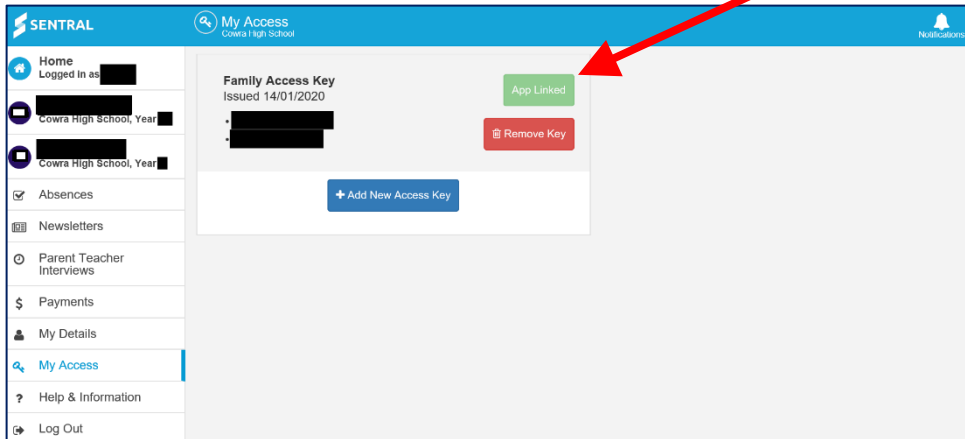 SENTRAL
My Access
Cowra High School
Notifications
Home
Logged in as
Cowra High School, Year
Cowra High School, Year
Absences
Newsletters
Parent Teacher
Interviews
$ Payments
My Details
My Access
? Help & Information
Log Out
Family Access Key
Issued 14/01/2020
App Linked
Remove Key
+ Add New Access Key